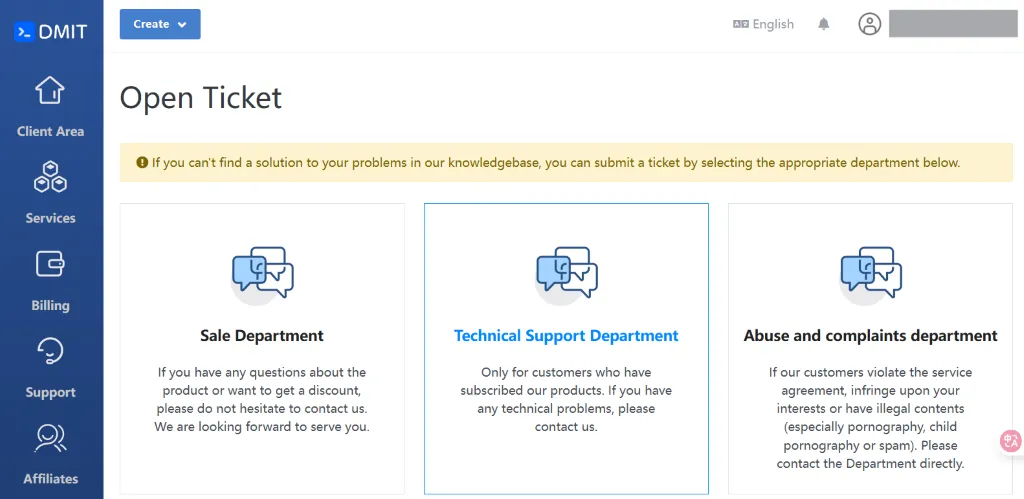 DMIT
Create
English
Client Area
Services
Billing
Support
Affiliates
Open Ticket
If you can't find a solution to your problems in our knowledgebase, you can submit a ticket by selecting the appropriate department below.
Sale Department
If you have any questions about the
product or want to get a discount,
please do not hesitate to contact us.
We are looking forward to serve you.
Technical Support Department
Only for customers who have
subscribed our products. If you have
any technical problems, please
contact us.
Abuse and complaints department
If our customers violate the service
agreement, infringe upon your
interests or have illegal contents
(especially pornography, child
pornography or spam). Please
contact the Department directly.
中
A